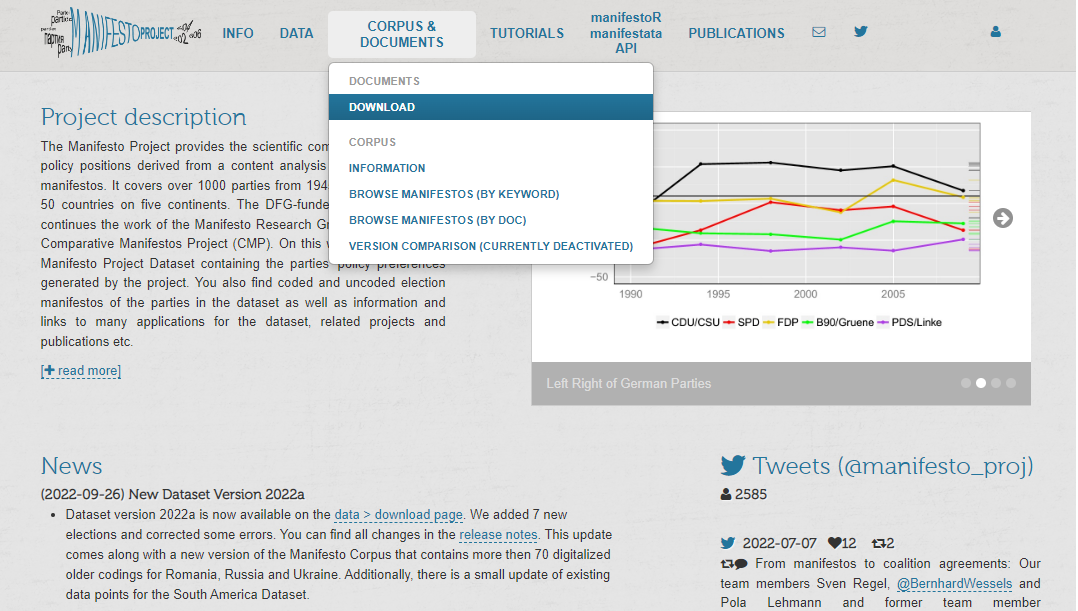 MANIFESTO PROJECT
INFO
DATA
CORPUS &
DOCUMENTS
TUTORIALS
manifestoR
manifestata
API
PUBLICATIONS
DOCUMENTS
DOWNLOAD
CORPUS
INFORMATION
BROWSE MANIFESTOS (BY KEYWORD)
BROWSE MANIFESTOS (BY DOC)
VERSION COMPARISON (CURRENTLY DEACTIVATED)
Project description
The Manifesto Project provides the scientific
policy positions derived from a content analysis
manifestos. It covers over 1000 parties from
50 countries on five continents. The
continues the work of the Manifesto Research
Comparative Manifestos Project (CMP). On this
Manifesto Project Dataset containing the parties' policy preferences
generated by the project. You also find coded and uncoded election
manifestos of the parties in the dataset as well as information and
links to many applications for the dataset, related projects and
publications etc.
[+ read more]
−50
1990 1995 2000 2005
CDU/CSU SPD FDP B90/Gruene PDS/Linke
Left Right of German Parties
News
(2022-09-26) New Dataset Version 2022a
• Dataset version 2022a is now available on the data > download page. We added 7 new
elections and corrected some errors. You can find all changes in the release notes. This update
comes along with a new version of the Manifesto Corpus that contains more then 70 digitalized
older codings for Romania, Russia and Ukraine. Additionally, there is a small update of existing
data points for the South America Dataset.
Tweets (@manifesto_proj)
2585
2022-07-07 12 2
From manifestos to coalition agreements: Our
team members Sven Regel, @BernhardWessels and
Pola Lehmann and former team member